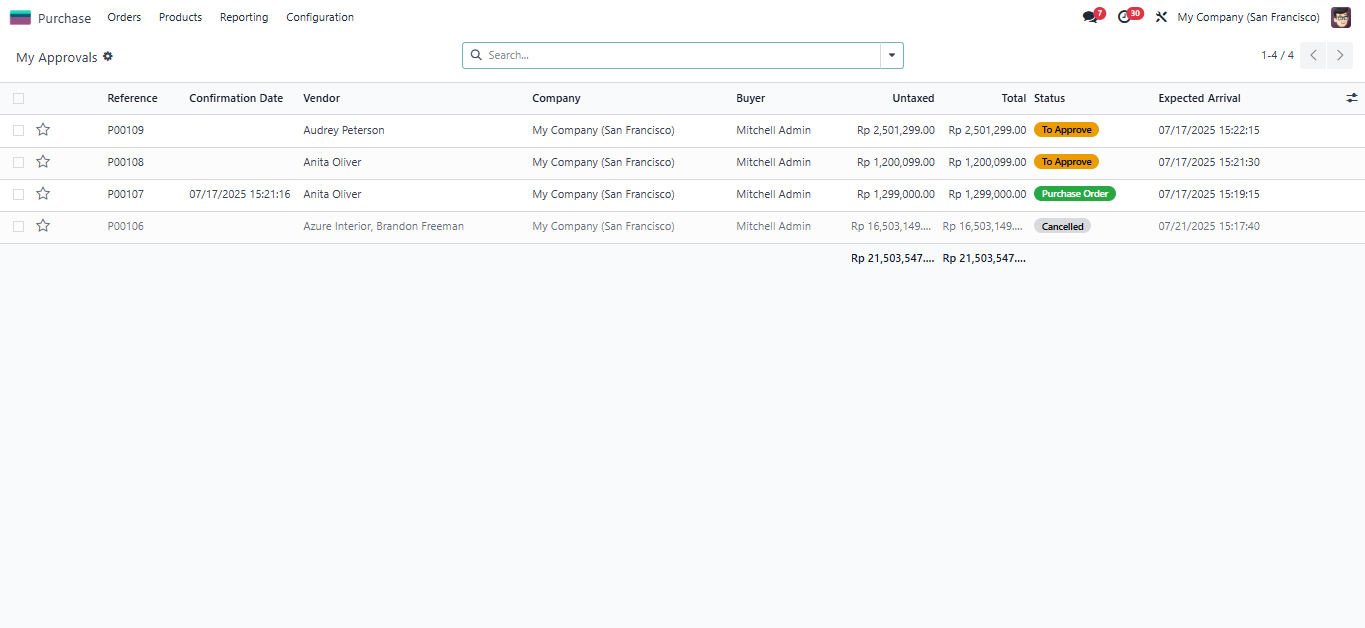 Purchase Orders Products Reporting Configuration 7 30 My Company (San Francisco)
My Approvals Search... 1-4 / 4
Reference Confirmation Date Vendor Company Buyer Untaxed Total Status Expected Arrival
P00109 Audrey Peterson My Company (San Francisco) Mitchell Admin Rp 2,501,299.00 Rp 2,501,299.00 To Approve 07/17/2025 15:22:15
P00108 Anita Oliver My Company (San Francisco) Mitchell Admin Rp 1,200,099.00 Rp 1,200,099.00 To Approve 07/17/2025 15:21:30
P00107 07/17/2025 15:21:16 Anita Oliver My Company (San Francisco) Mitchell Admin Rp 1,299,000.00 Rp 1,299,000.00 Purchase Order 07/17/2025 15:19:15
P00106 Azure Interior, Brandon Freeman My Company (San Francisco) Mitchell Admin Rp 16,503,149.... Rp 16,503,149.... Cancelled 07/21/2025 15:17:40
Rp 21,503,547.... Rp 21,503,547....